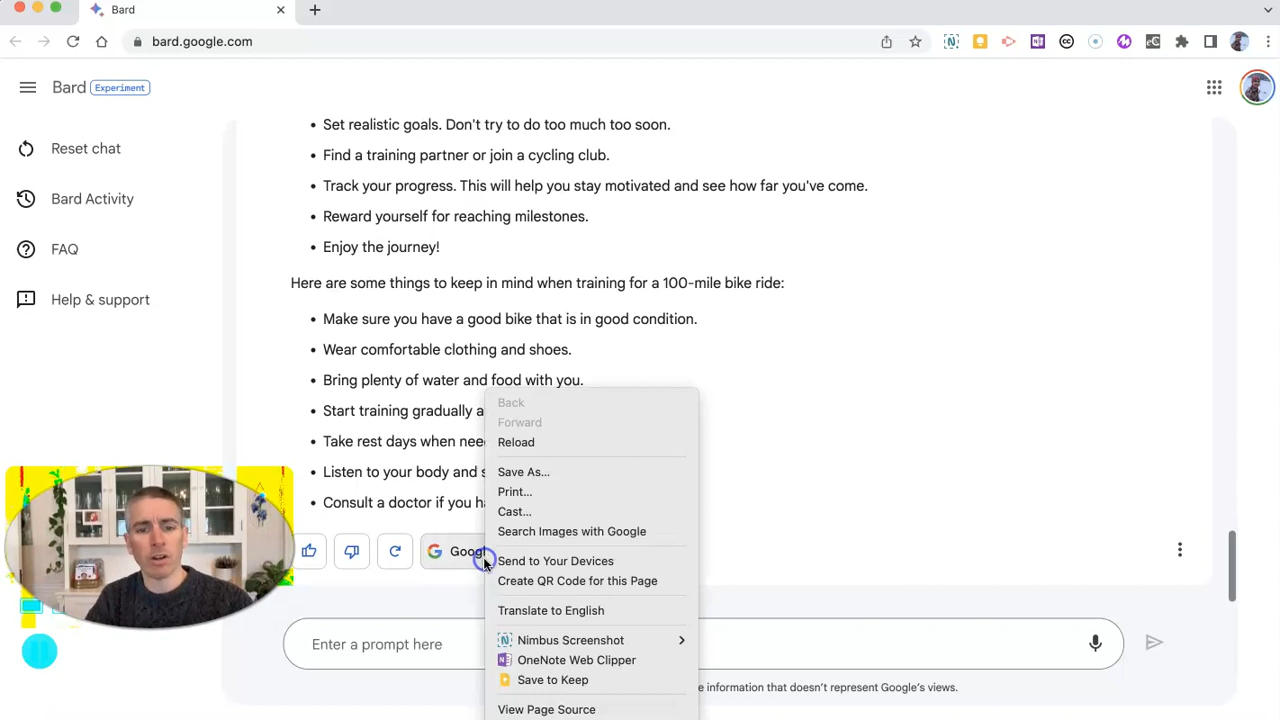 Bard
bard.google.com
Bard Experiment
Reset chat
Bard Activity
FAQ
Help & support
• Set realistic goals. Don't try to do too much too soon.
• Find a training partner or join a cycling club.
• Track your progress. This will help you stay motivated and see how far you've come.
• Reward yourself for reaching milestones.
• Enjoy the journey!
Here are some things to keep in mind when training for a 100-mile bike ride:
• Make sure you have a good bike that is in good condition.
• Wear comfortable clothing and shoes.
• Bring plenty of water and food with you.
• Start training gradually
• Take rest days when
• Listen to your body and
• Consult a doctor if you
Back
Forward
Reload
Save As...
Print...
Cast...
Search Images with Google
Send to Your Devices
Create QR Code for this Page
Translate to English
Nimbus Screenshot
OneNote Web Clipper
Save to Keep
View Page Source
Enter a prompt here
information that doesn't represent Google's views.